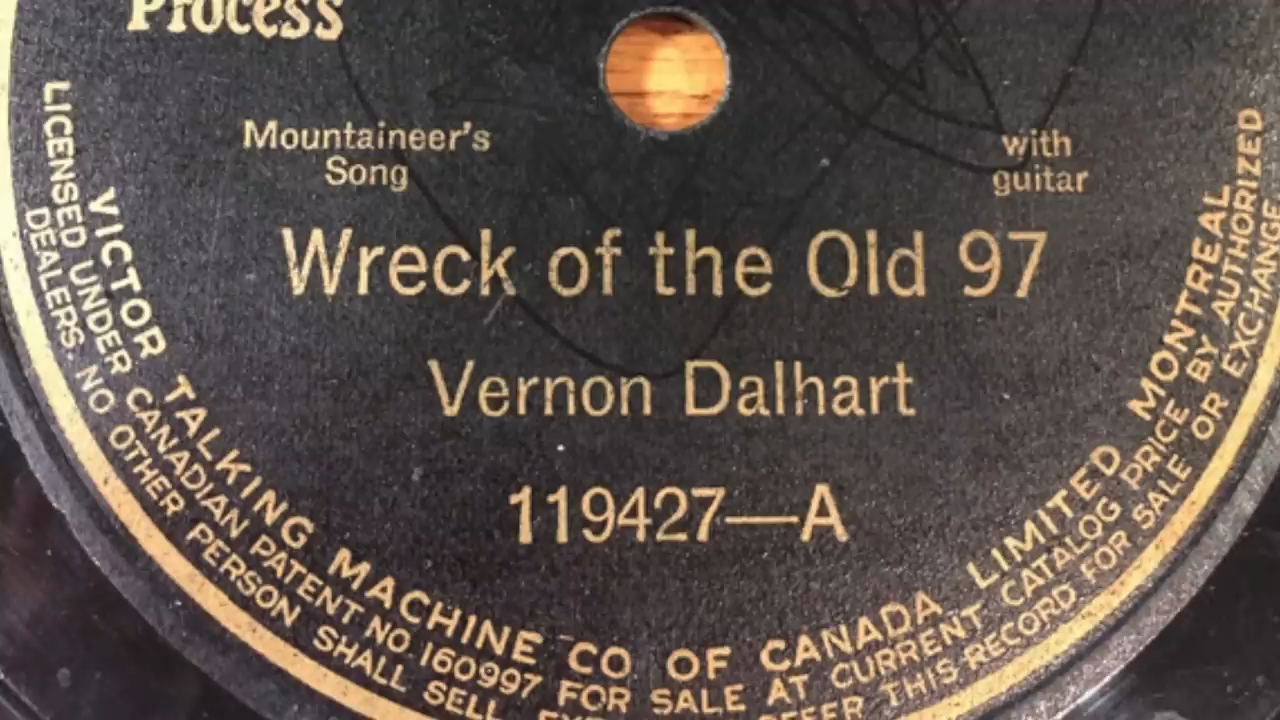 Process
Mountaineer's
Song
with
guitar
Wreck of the Old 97
Vernon Dalhart
119427—A
VICTOR TALKING MACHINE CO OF CANADA LIMITED MONTREAL
LICENSED UNDER CANADIAN PATENT NO. 160997 FOR SALE AT CURRENT CATALOG PRICE BY AUTHORIZED
DEALERS. NO OTHER PERSON SHALL SELL THIS RECORD FOR SALE OR EXCHANGE